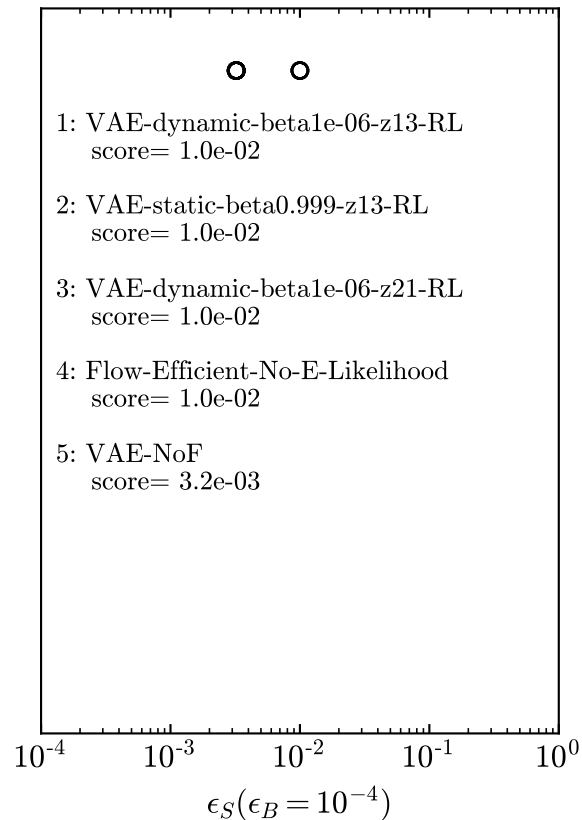 1: VAE-dynamic-beta1e-06-z13-RL
score= 1.0e-02
2: VAE-static-beta0.999-z13-RL
score= 1.0e-02
3: VAE-dynamic-beta1e-06-z21-RL
score= 1.0e-02
4: Flow-Efficient-No-E-Likelihood
score= 1.0e-02
5: VAE-NoF
score= 3.2e-03
10⁻⁴ 10⁻³ 10⁻² 10⁻¹ 10⁰
ϵ_S(ϵ_B = 10⁻⁴)